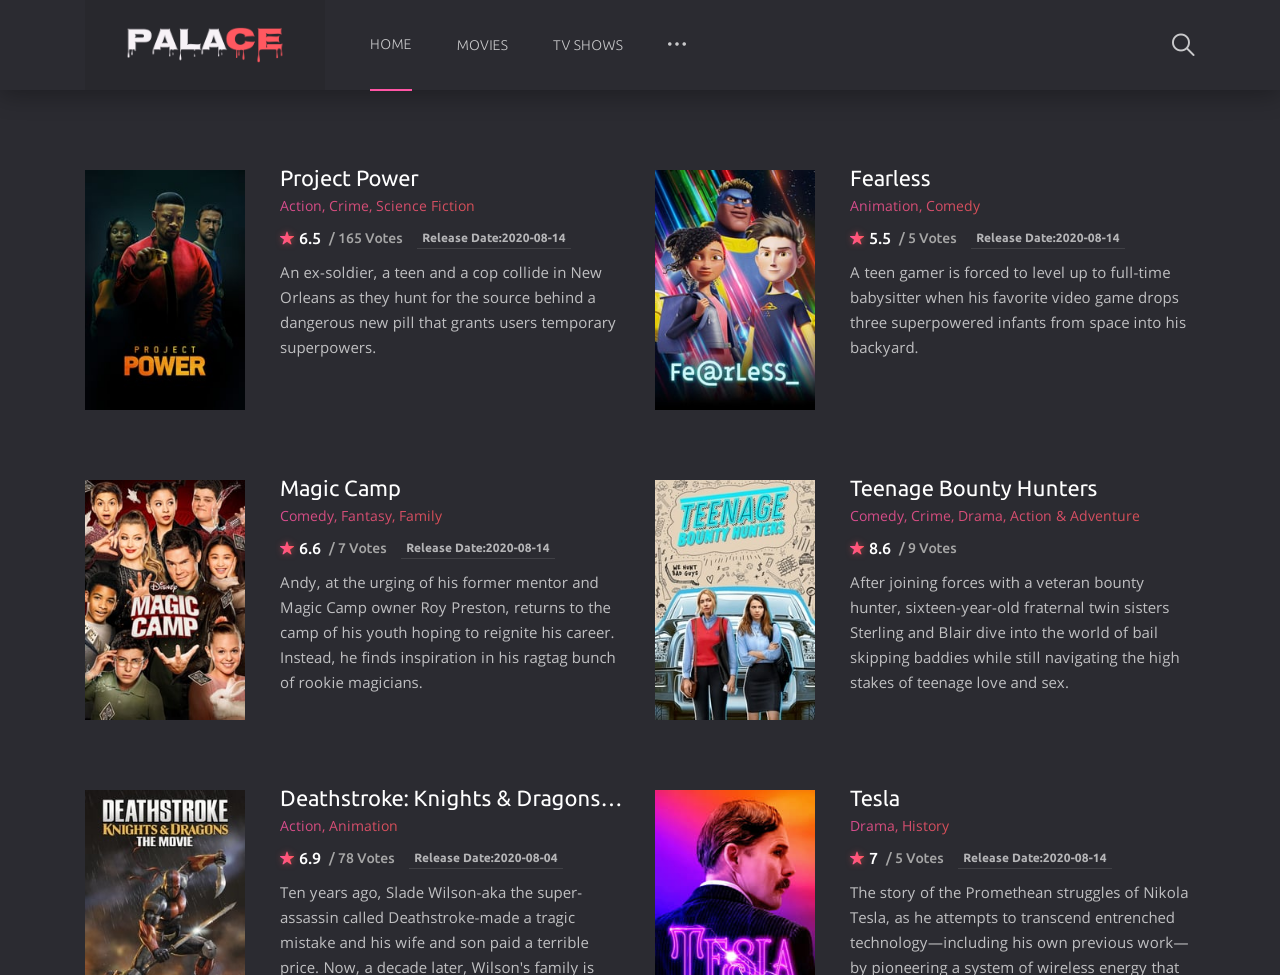 PALACE
HOME
MOVIES
TV SHOWS
PROJECT
POWER
Project Power
Action, Crime, Science Fiction
6.5 / 165 Votes Release Date:2020-08-14
An ex-soldier, a teen and a cop collide in New
Orleans as they hunt for the source behind a
dangerous new pill that grants users temporary
superpowers.
Fe@rLeSS_
Fearless
Animation, Comedy
5.5 / 5 Votes Release Date:2020-08-14
A teen gamer is forced to level up to full-time
babysitter when his favorite video game drops
three superpowered infants from space into his
backyard.
Disney
MAGIC
CAMP
Magic Camp
Comedy, Fantasy, Family
6.6 / 7 Votes Release Date:2020-08-14
Andy, at the urging of his former mentor and
Magic Camp owner Roy Preston, returns to the
camp of his youth hoping to reignite his career.
Instead, he finds inspiration in his ragtag bunch
of rookie magicians.
TEENAGE
BOUNTY HUNTERS
WE HUNT
BAD GUYS
Teenage Bounty Hunters
Comedy, Crime, Drama, Action & Adventure
8.6 / 9 Votes
After joining forces with a veteran bounty
hunter, sixteen-year-old fraternal twin sisters
Sterling and Blair dive into the world of bail
skipping baddies while still navigating the high
stakes of teenage love and sex.
DEATHSTROKE
KNIGHTS & DRAGONS
THE MOVIE
Deathstroke: Knights & Dragons…
Action, Animation
6.9 / 78 Votes Release Date:2020-08-04
Ten years ago, Slade Wilson-aka the super-
assassin called Deathstroke-made a tragic
mistake and his wife and son paid a terrible
price. Now, a decade later, Wilson's family is
TESLA
Tesla
Drama, History
7 / 5 Votes Release Date:2020-08-14
The story of the Promethean struggles of Nikola
Tesla, as he attempts to transcend entrenched
technology—including his own previous work—
by pioneering a system of wireless energy that